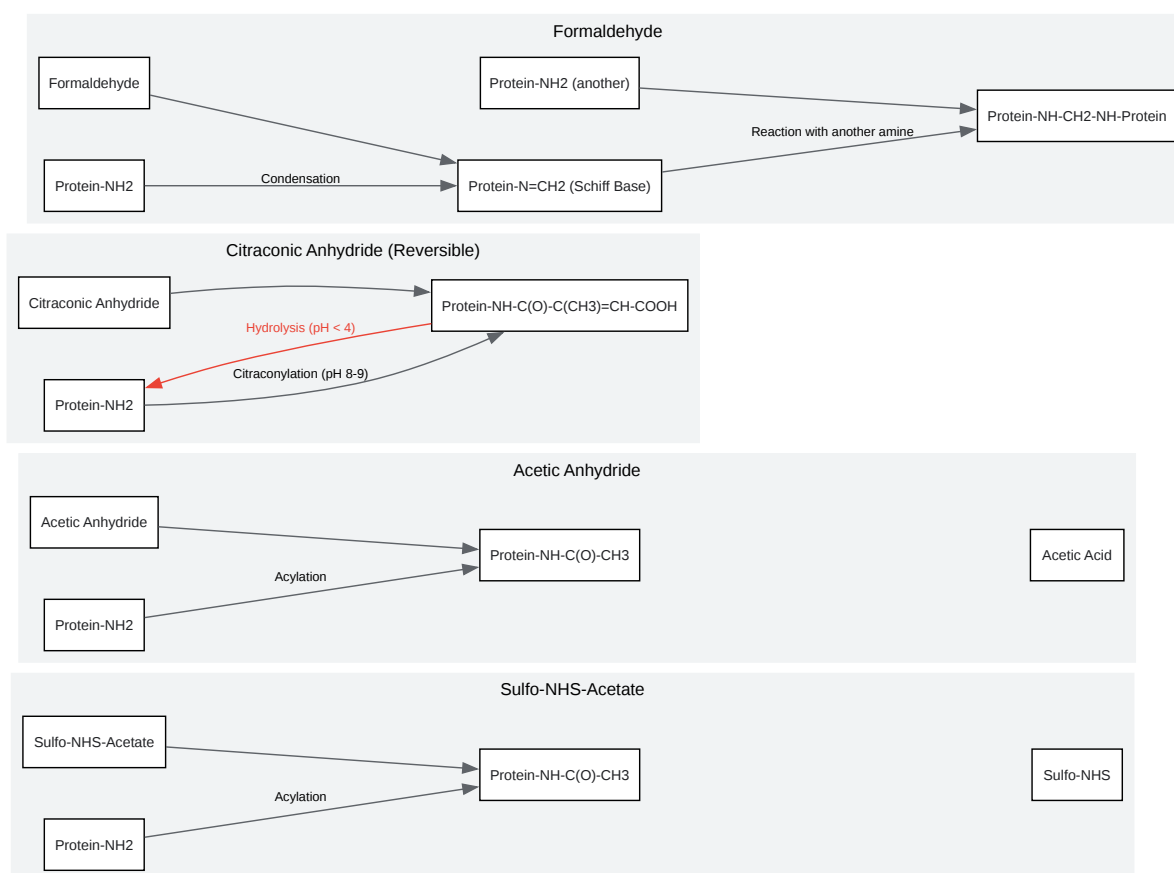 Formaldehyde
Formaldehyde
Protein-NH2 (another)
Protein-NH-CH2-NH-Protein
Reaction with another amine
Protein-NH2
Condensation
Protein-N=CH2 (Schiff Base)
Citraconic Anhydride (Reversible)
Citraconic Anhydride
Protein-NH-C(O)-C(CH3)=CH-COOH
Hydrolysis (pH < 4)
Citraconylation (pH 8-9)
Protein-NH2
Acetic Anhydride
Acetic Anhydride
Protein-NH-C(O)-CH3
Acetic Acid
Acylation
Protein-NH2
Sulfo-NHS-Acetate
Sulfo-NHS-Acetate
Protein-NH-C(O)-CH3
Sulfo-NHS
Acylation
Protein-NH2